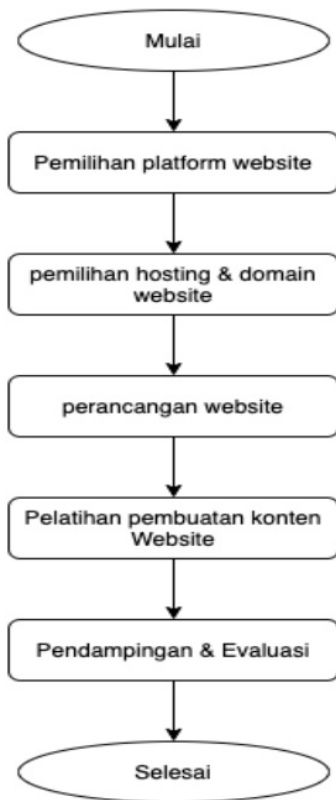 Mulai
Pemilihan platform website
pemilihan hosting & domain
website
perancangan website
Pelatihan pembuatan konten
Website
Pendampingan & Evaluasi
Selesai